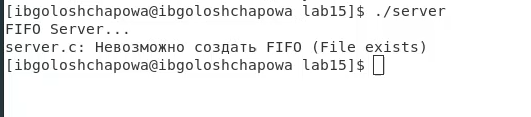 [ibgoloshchapowa@ibgoloshchapowa lab15]$ ./server
FIFO Server...
server.c: Невозможно создать FIFO (File exists)
[ibgoloshchapowa@ibgoloshchapowa lab15]$